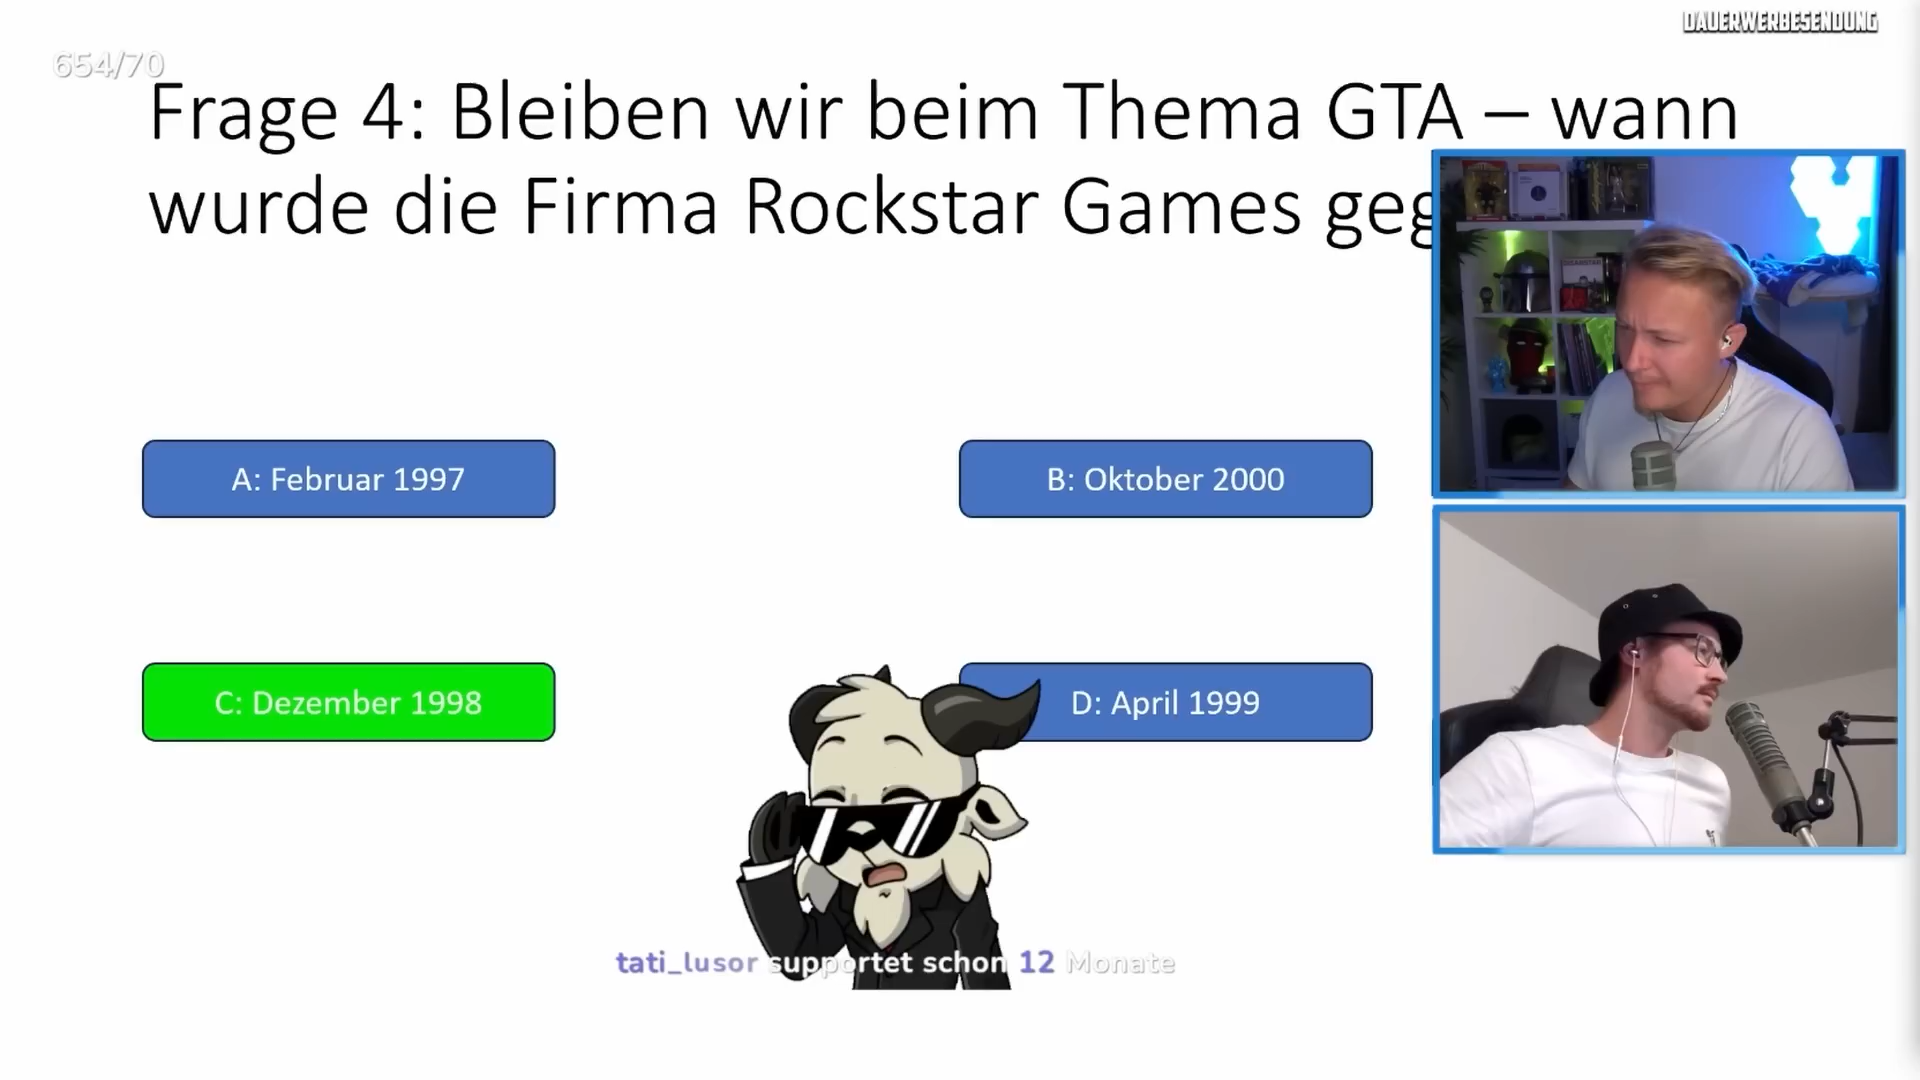 DAUERWERBESENDUNG
654/70
Frage 4: Bleiben wir beim Thema GTA – wann
wurde die Firma Rockstar Games geg
A: Februar 1997
B: Oktober 2000
C: Dezember 1998
D: April 1999
tati_lusor supportet schon 12 Monate